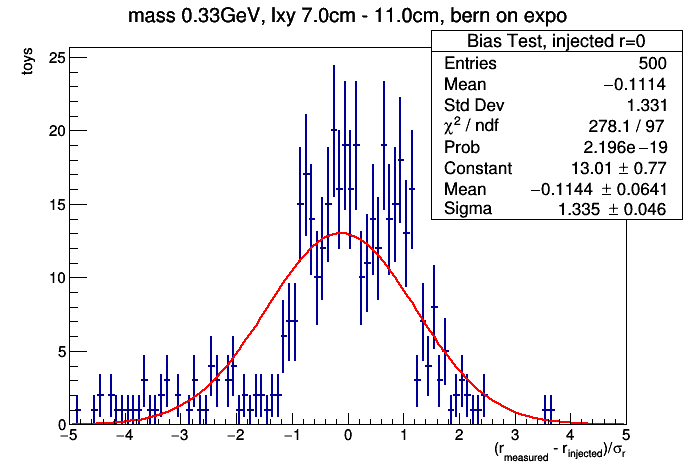 mass 0.33GeV, lxy 7.0cm - 11.0cm, bern on expo
Bias Test, injected r=0
Entries 500
Mean −0.1114
Std Dev 1.331
χ² / ndf 278.1 / 97
Prob 2.196e−19
Constant 13.01 ± 0.77
Mean −0.1144 ± 0.0641
Sigma 1.335 ± 0.046
toys
25
20
15
10
5
0
−5 −4 −3 −2 −1 0 1 2 3 4 5
(r_measured - r_injected)/σ_r